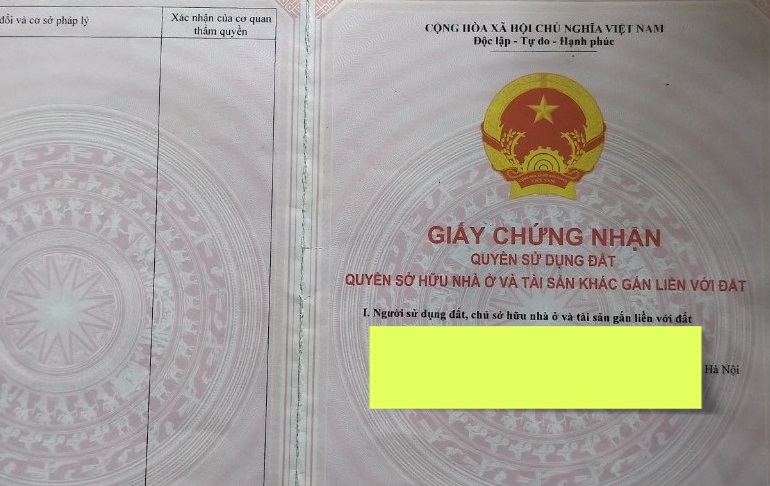 đổi và cơ sở pháp lý
Xác nhận của cơ quan
thẩm quyền
CỘNG HÒA XÃ HỘI CHỦ NGHĨA VIỆT NAM
Độc lập - Tự do - Hạnh phúc
GIẤY CHỨNG NHẬN
QUYỀN SỬ DỤNG ĐẤT
QUYỀN SỞ HỮU NHÀ Ở VÀ TÀI SẢN KHÁC GẮN LIỀN VỚI ĐẤT
I. Người sử dụng đất, chủ sở hữu nhà ở và tài sản gắn liền với đất
Hà Nội